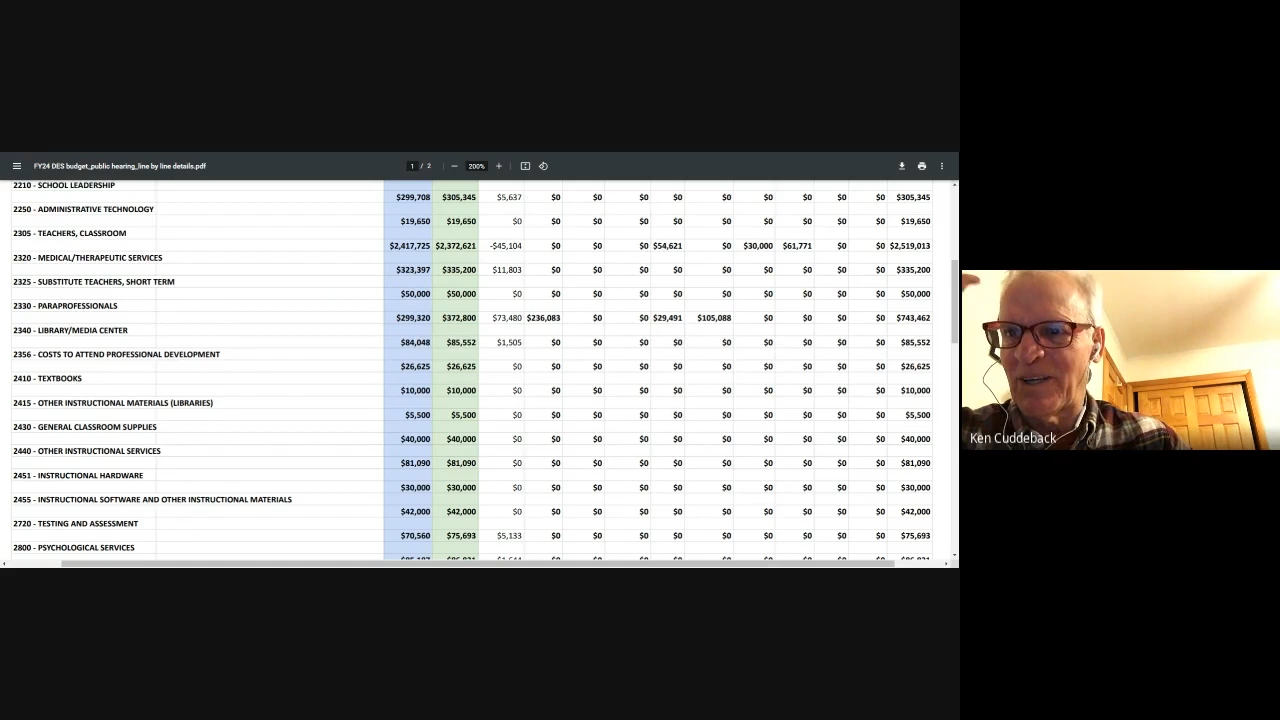 FY24 DES budget_public hearing_line by line details.pdf 1 / 2 200%
2210 - SCHOOL LEADERSHIP
$299,708 $305,345 $5,637 $0 $0 $0 $0 $0 $0 $0 $0 $0 $305,345
2250 - ADMINISTRATIVE TECHNOLOGY
$19,650 $19,650 $0 $0 $0 $0 $0 $0 $0 $0 $0 $0 $19,650
2305 - TEACHERS, CLASSROOM
$2,417,725 $2,372,621 -$45,104 $0 $0 $0 $54,621 $0 $30,000 $61,771 $0 $0 $2,519,013
2320 - MEDICAL/THERAPEUTIC SERVICES
$323,397 $335,200 $11,803 $0 $0 $0 $0 $0 $0 $0 $0 $0 $335,200
2325 - SUBSTITUTE TEACHERS, SHORT TERM
$50,000 $50,000 $0 $0 $0 $0 $0 $0 $0 $0 $0 $0 $50,000
2330 - PARAPROFESSIONALS
$299,320 $372,800 $73,480 $236,083 $0 $0 $29,491 $105,088 $0 $0 $0 $0 $743,462
2340 - LIBRARY/MEDIA CENTER
$84,048 $85,552 $1,505 $0 $0 $0 $0 $0 $0 $0 $0 $0 $85,552
2356 - COSTS TO ATTEND PROFESSIONAL DEVELOPMENT
$26,625 $26,625 $0 $0 $0 $0 $0 $0 $0 $0 $0 $0 $26,625
2410 - TEXTBOOKS
$10,000 $10,000 $0 $0 $0 $0 $0 $0 $0 $0 $0 $0 $10,000
2415 - OTHER INSTRUCTIONAL MATERIALS (LIBRARIES)
$5,500 $5,500 $0 $0 $0 $0 $0 $0 $0 $0 $0 $0 $5,500
2430 - GENERAL CLASSROOM SUPPLIES
$40,000 $40,000 $0 $0 $0 $0 $0 $0 $0 $0 $0 $0 $40,000
2440 - OTHER INSTRUCTIONAL SERVICES
$81,090 $81,090 $0 $0 $0 $0 $0 $0 $0 $0 $0 $0 $81,090
2451 - INSTRUCTIONAL HARDWARE
$30,000 $30,000 $0 $0 $0 $0 $0 $0 $0 $0 $0 $0 $30,000
2455 - INSTRUCTIONAL SOFTWARE AND OTHER INSTRUCTIONAL MATERIALS
$42,000 $42,000 $0 $0 $0 $0 $0 $0 $0 $0 $0 $0 $42,000
2720 - TESTING AND ASSESSMENT
$70,560 $75,693 $5,133 $0 $0 $0 $0 $0 $0 $0 $0 $0 $75,693
2800 - PSYCHOLOGICAL SERVICES
Ken Cuddeback